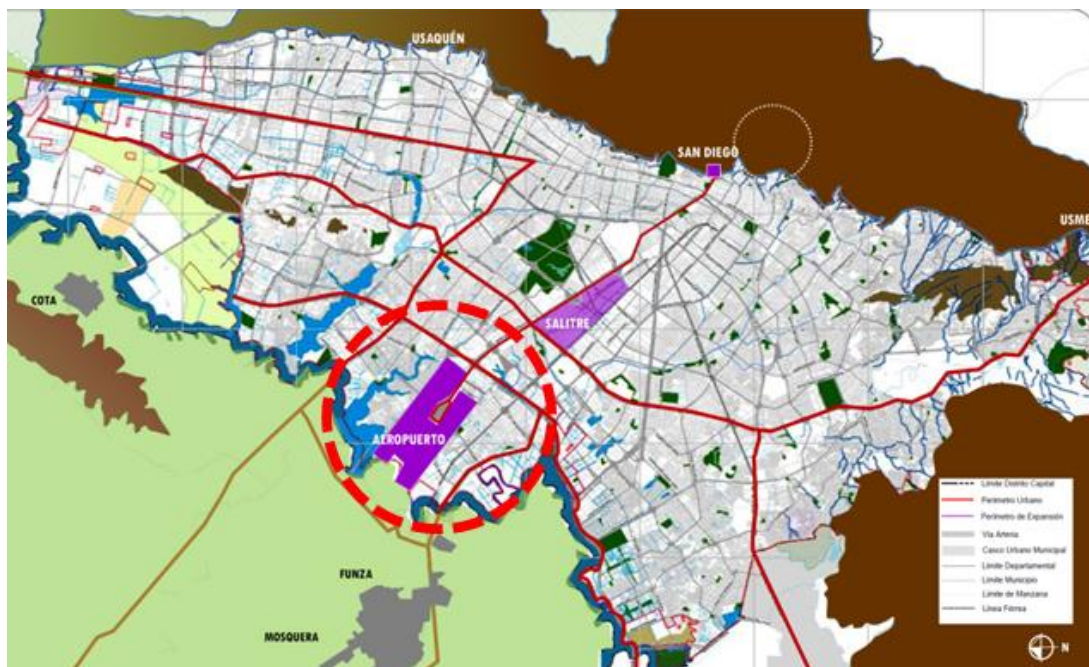 USAQUÉN
SAN DIEGO
USME
COTA
SALITRE
AEROPUERTO
FUNZA
MOSQUERA
Límite Distrito Capital
Perímetro Urbano
Perímetro de Expansión
Vía Arteria
Casco Urbano Municipal
Límite Departamental
Límite Municipio
Límite de Manzana
Línea Férrea
N